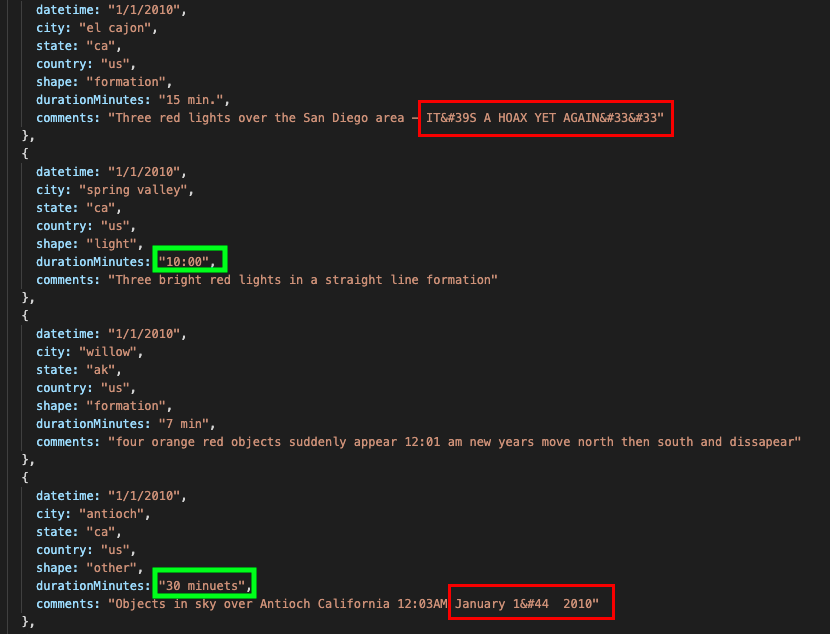 datetime: "1/1/2010",
city: "el cajon",
state: "ca",
country: "us",
shape: "formation",
durationMinutes: "15 min.",
comments: "Three red lights over the San Diego area – IT&#39S A HOAX YET AGAIN&#33&#33"
},
{
datetime: "1/1/2010",
city: "spring valley",
state: "ca",
country: "us",
shape: "light",
durationMinutes: "10:00",
comments: "Three bright red lights in a straight line formation"
},
{
datetime: "1/1/2010",
city: "willow",
state: "ak",
country: "us",
shape: "formation",
durationMinutes: "7 min",
comments: "four orange red objects suddenly appear 12:01 am new years move north then south and dissapear"
},
{
datetime: "1/1/2010",
city: "antioch",
state: "ca",
country: "us",
shape: "other",
durationMinutes: "30 minuets",
comments: "Objects in sky over Antioch California 12:03AM January 1&#44  2010"
},